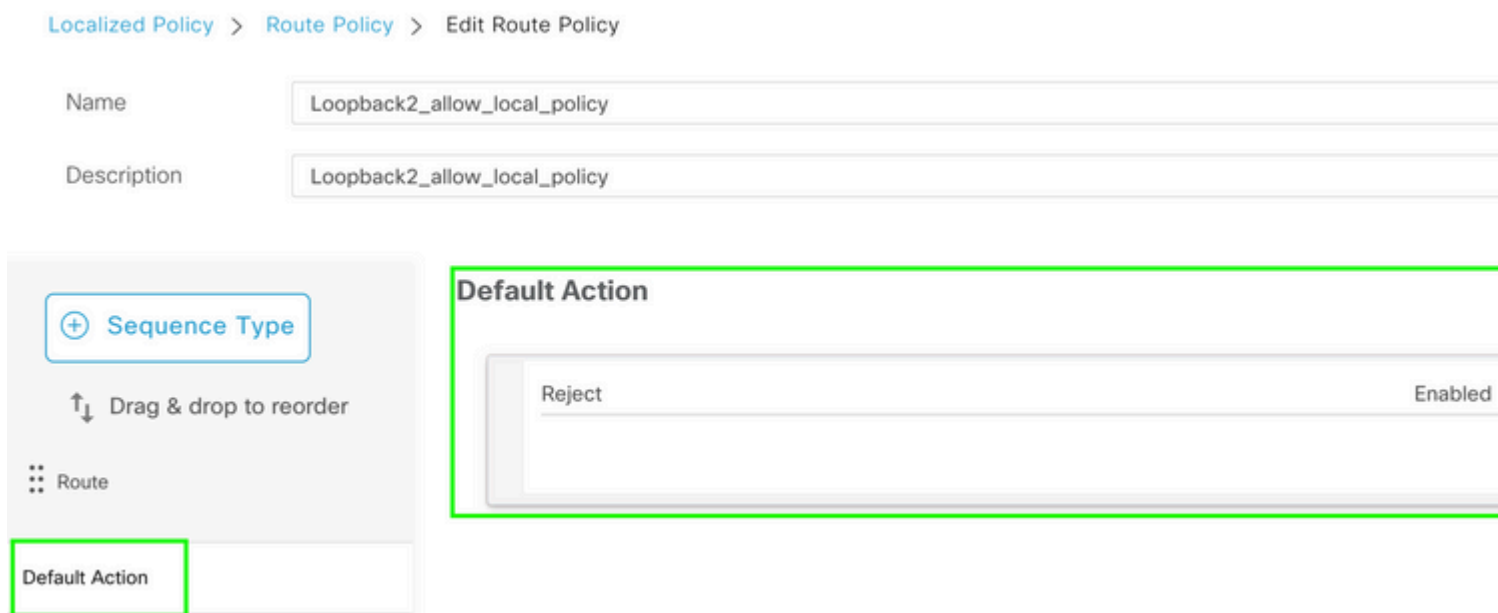 Localized Policy > Route Policy > Edit Route Policy
Name Loopback2_allow_local_policy
Description Loopback2_allow_local_policy
Sequence Type
Drag & drop to reorder
Route
Default Action
Default Action
Reject Enabled